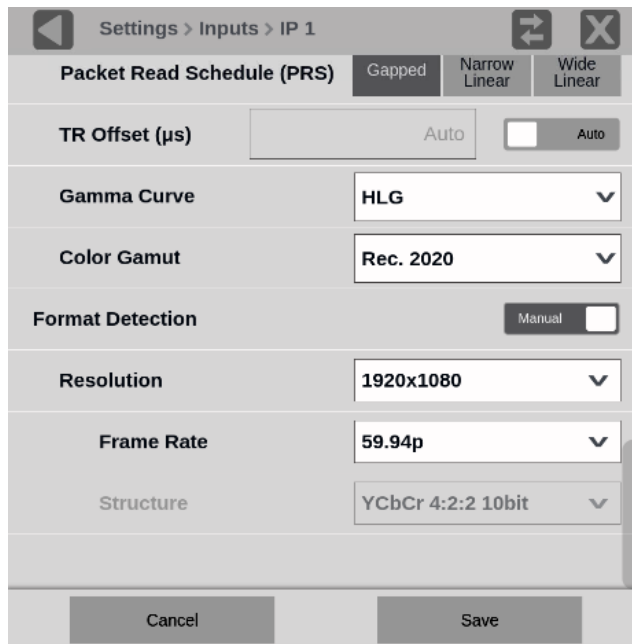 Settings > Inputs > IP 1
Packet Read Schedule (PRS) Gapped Narrow Linear Wide Linear
TR Offset (µs) Auto Auto
Gamma Curve HLG
Color Gamut Rec. 2020
Format Detection Manual
Resolution 1920x1080
Frame Rate 59.94p
Structure YCbCr 4:2:2 10bit
Cancel Save